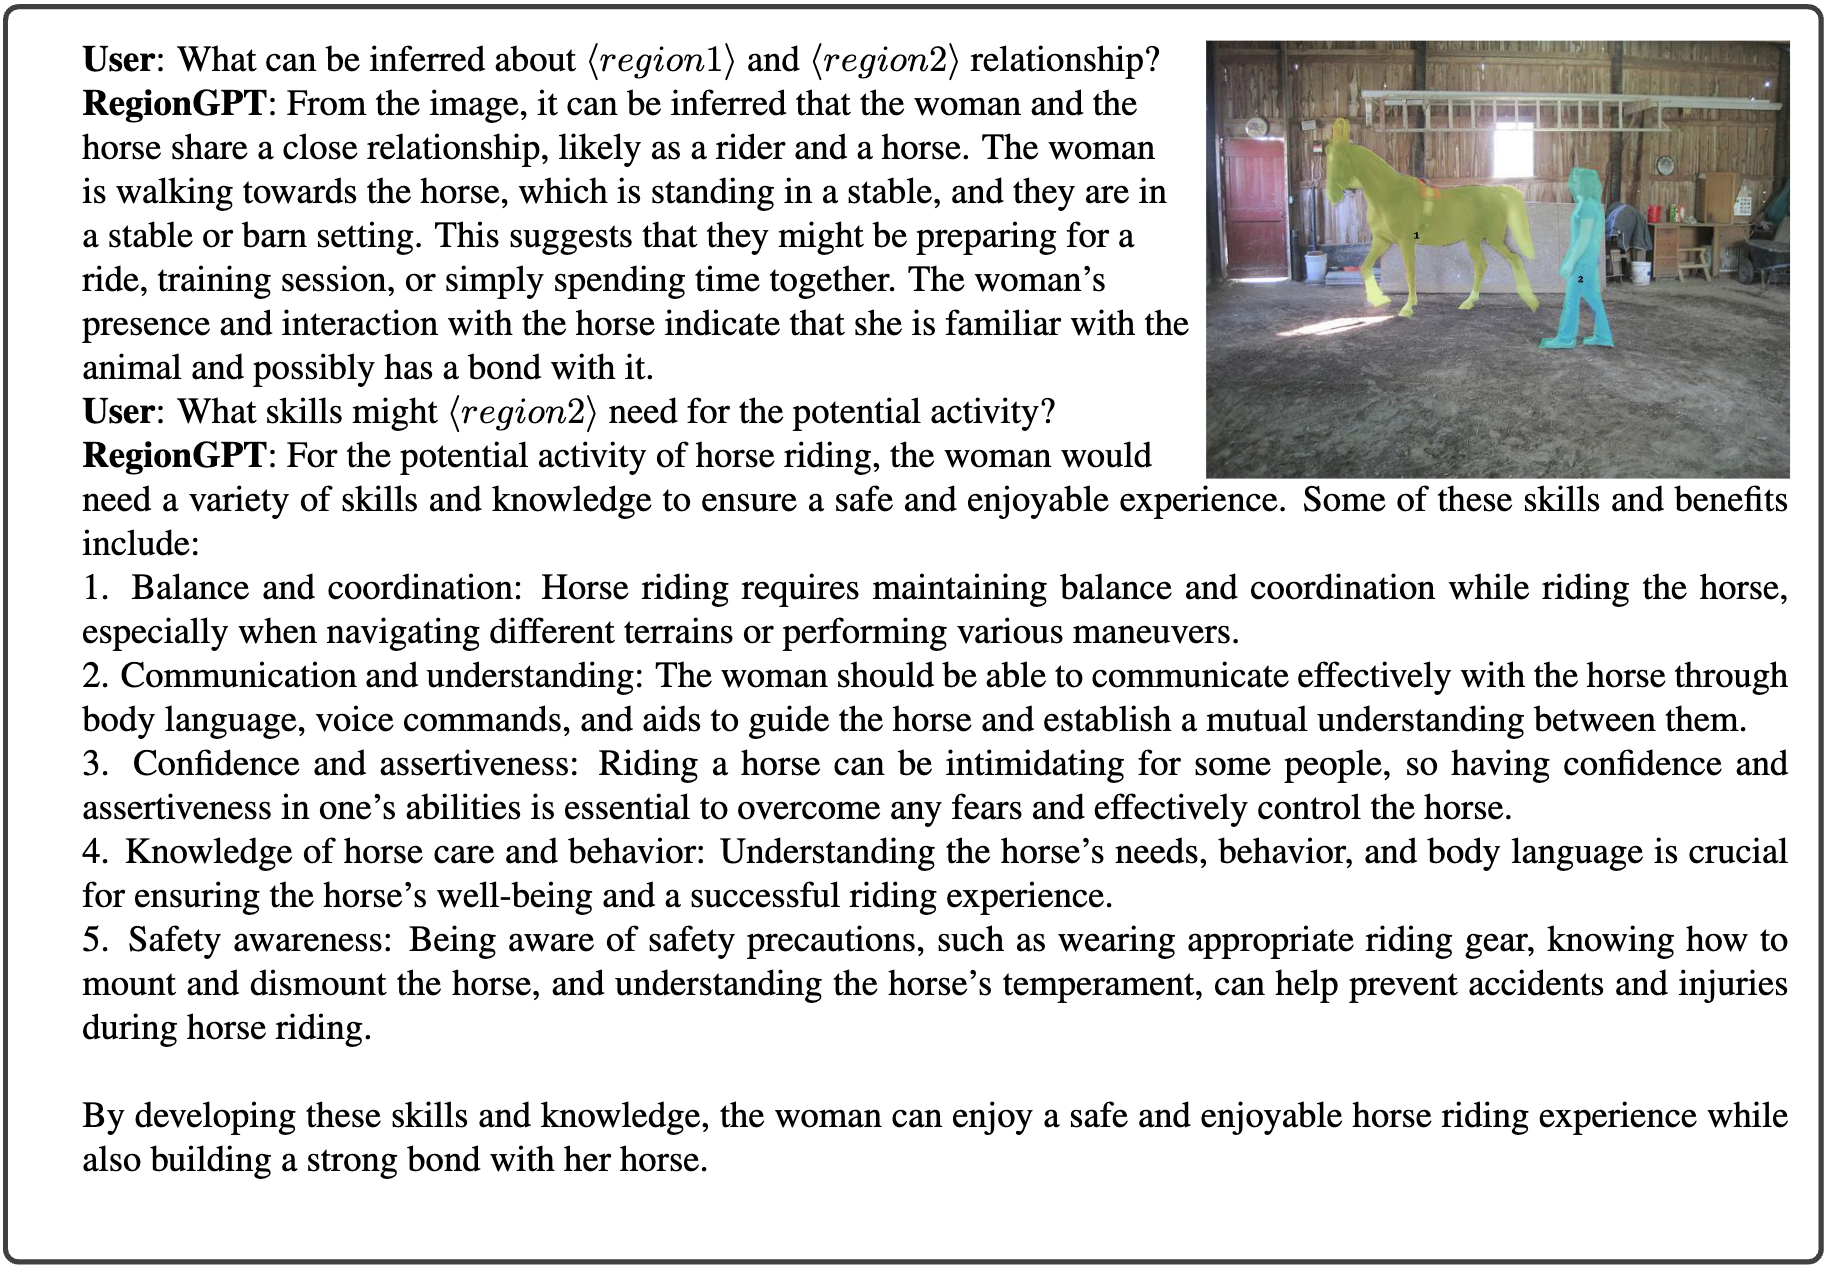 User: What can be inferred about ⟨region1⟩ and ⟨region2⟩ relationship?
RegionGPT: From the image, it can be inferred that the woman and the
horse share a close relationship, likely as a rider and a horse. The woman
is walking towards the horse, which is standing in a stable, and they are in
a stable or barn setting. This suggests that they might be preparing for a
ride, training session, or simply spending time together. The woman’s
presence and interaction with the horse indicate that she is familiar with the
animal and possibly has a bond with it.
User: What skills might ⟨region2⟩ need for the potential activity?
RegionGPT: For the potential activity of horse riding, the woman would
need a variety of skills and knowledge to ensure a safe and enjoyable experience. Some of these skills and benefits
include:
1. Balance and coordination: Horse riding requires maintaining balance and coordination while riding the horse,
especially when navigating different terrains or performing various maneuvers.
2. Communication and understanding: The woman should be able to communicate effectively with the horse through
body language, voice commands, and aids to guide the horse and establish a mutual understanding between them.
3. Confidence and assertiveness: Riding a horse can be intimidating for some people, so having confidence and
assertiveness in one’s abilities is essential to overcome any fears and effectively control the horse.
4. Knowledge of horse care and behavior: Understanding the horse’s needs, behavior, and body language is crucial
for ensuring the horse’s well-being and a successful riding experience.
5. Safety awareness: Being aware of safety precautions, such as wearing appropriate riding gear, knowing how to
mount and dismount the horse, and understanding the horse’s temperament, can help prevent accidents and injuries
during horse riding.
By developing these skills and knowledge, the woman can enjoy a safe and enjoyable horse riding experience while
also building a strong bond with her horse.
1
2